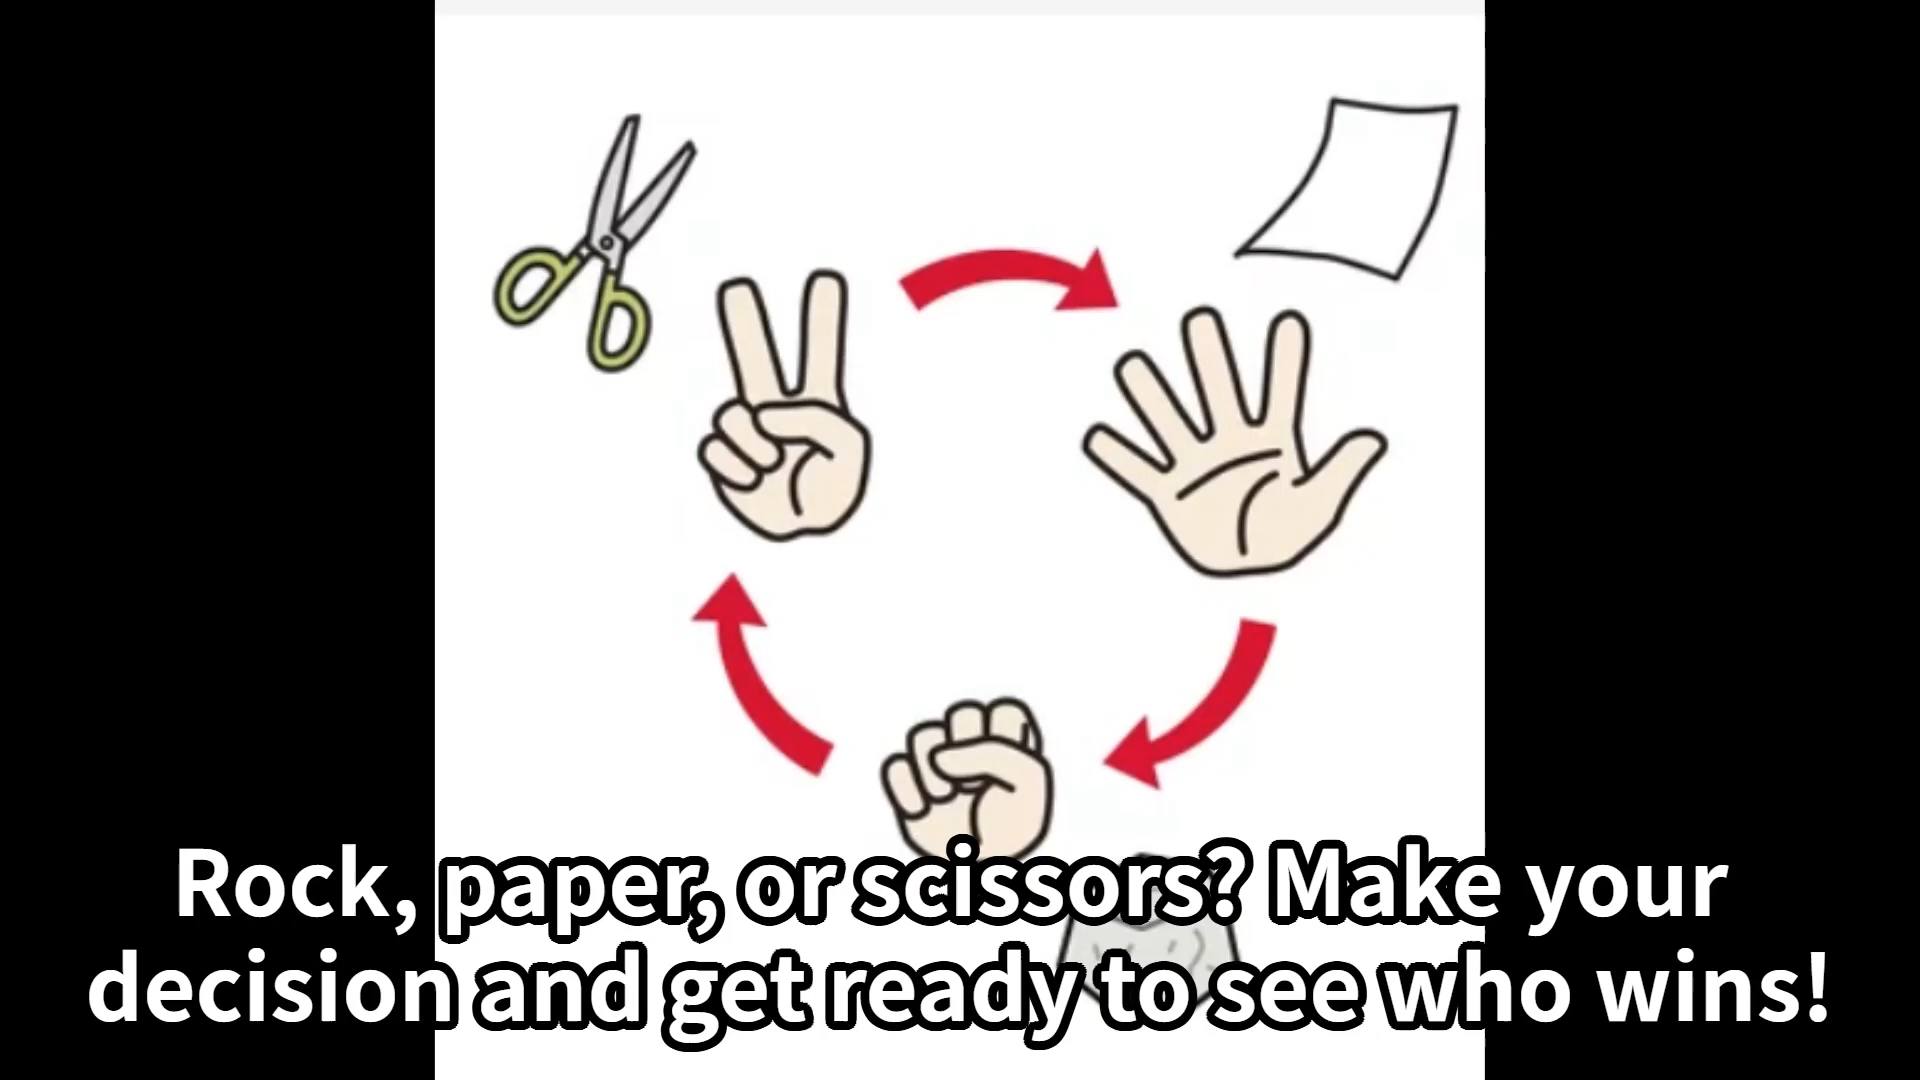 Rock, paper, or scissors? Make your
decision and get ready to see who wins!